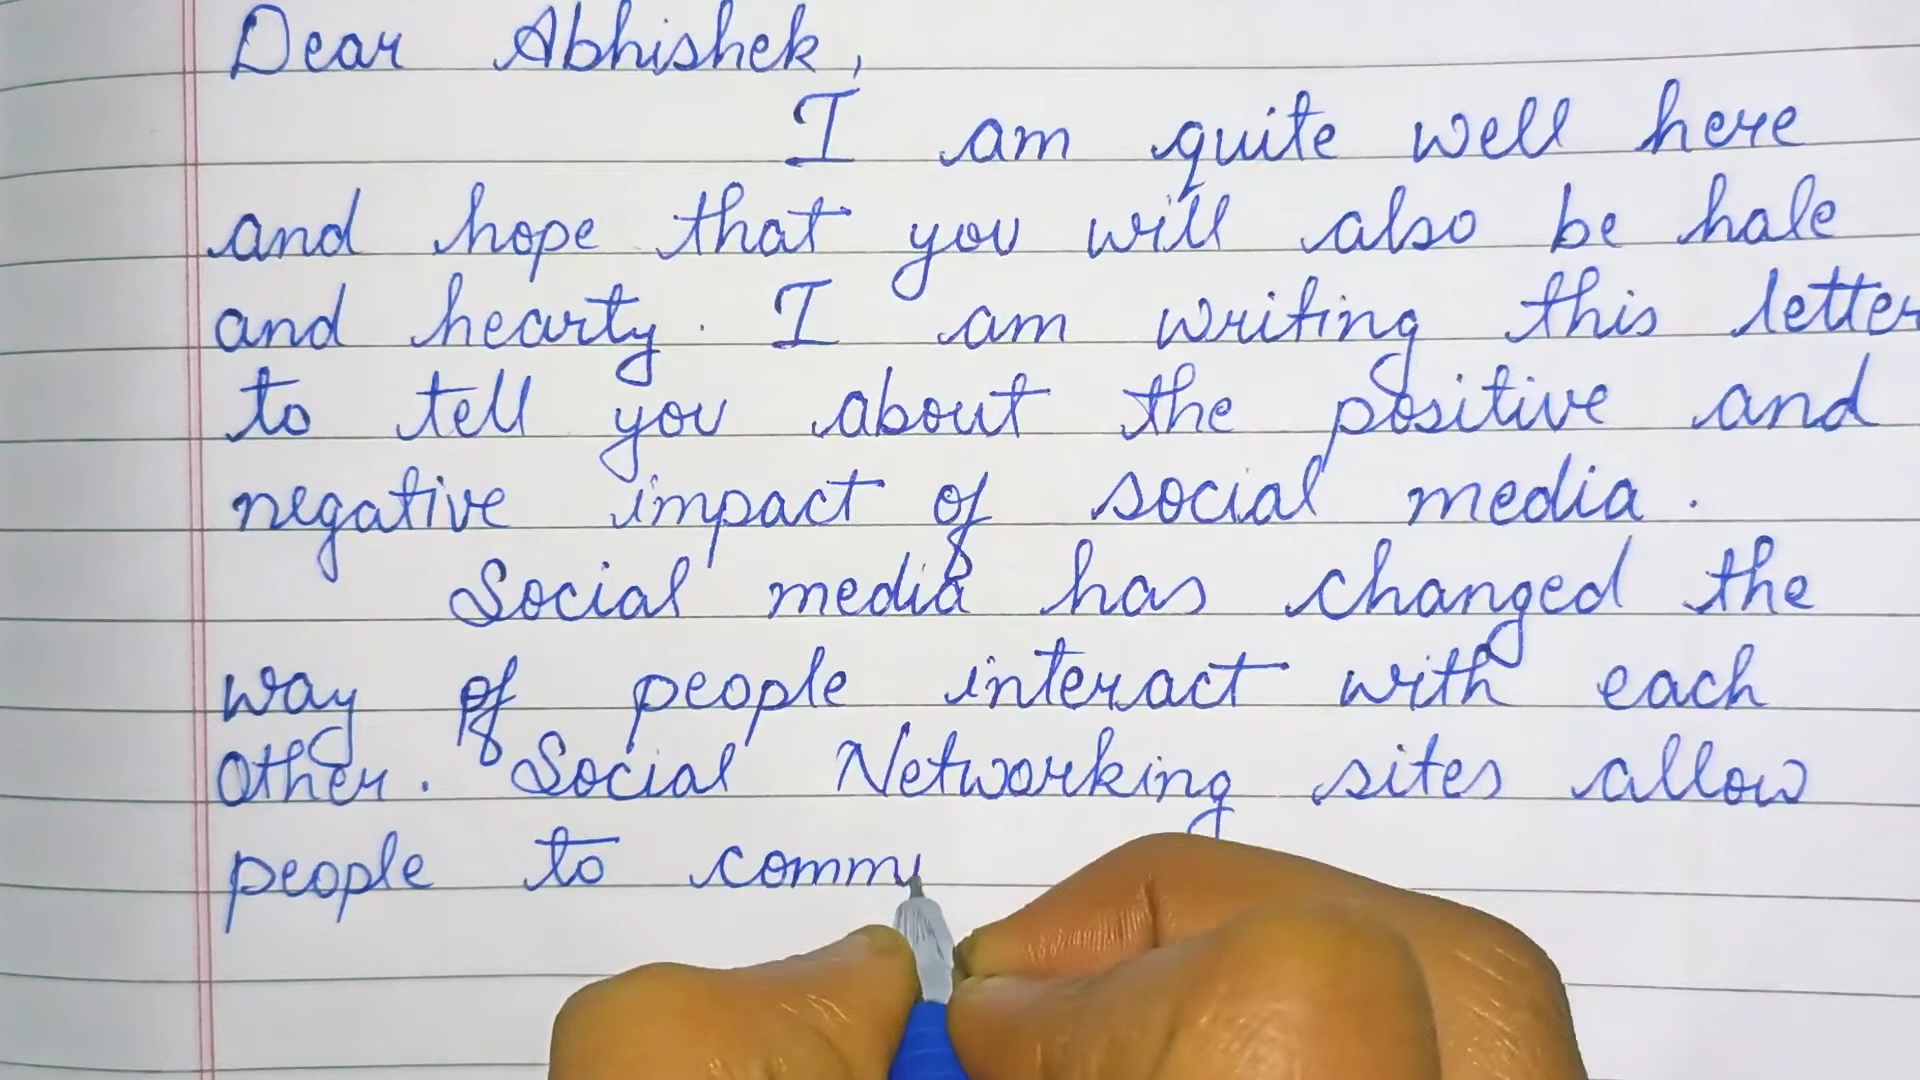 Dear Abhishek,
I am quite well here
and hope that you will also be hale
and hearty. I am writing this letter
to tell you about the positive and
negative impact of social media.
Social media has changed the
way of people interact with each
other. Social Networking sites allow
people to commu